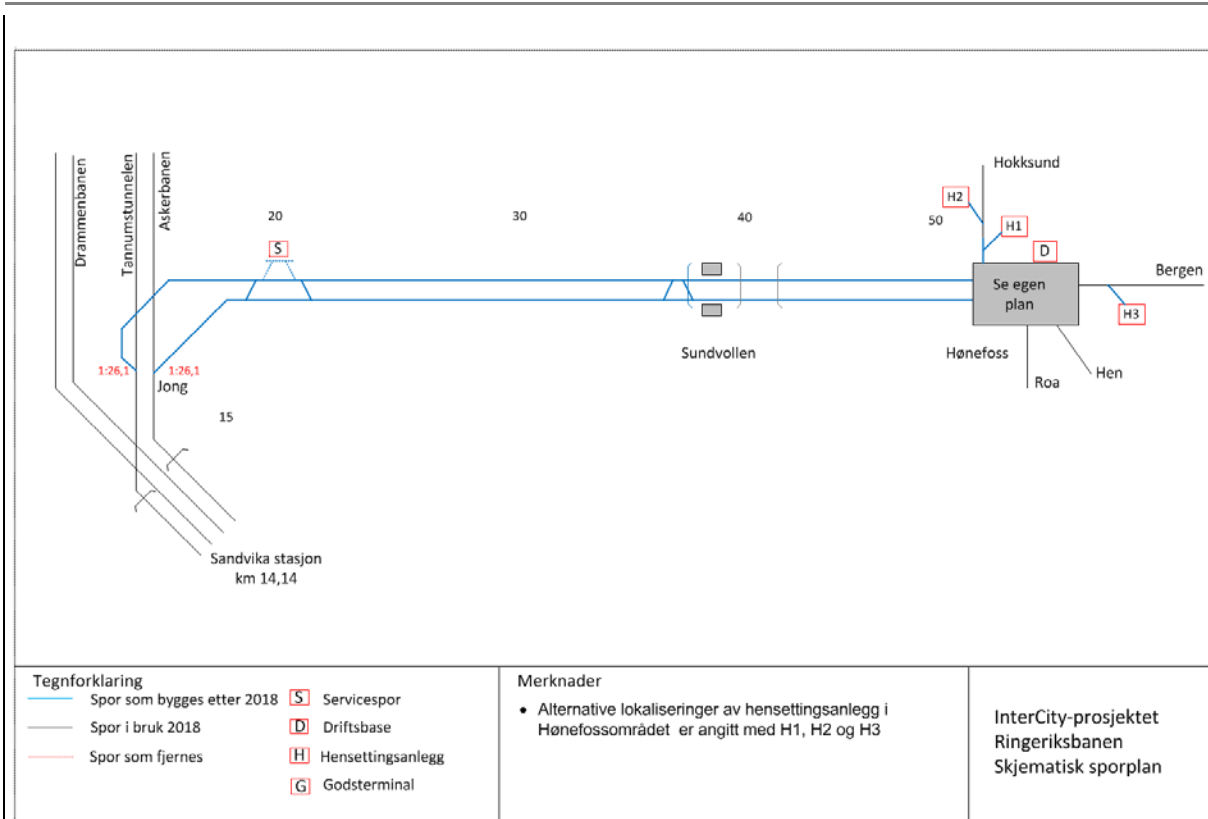 Drammenbanen
Tannumstunnelen
Askerbanen
20
30
40
50
S
H2
Hokksund
H1
D
Bergen
Se egen
plan
H3
1:26,1
1:26,1
Jong
Sundvollen
Hønefoss
Hen
Roa
15
Sandvika stasjon
km 14,14
Tegnforklaring
Spor som bygges etter 2018
Spor i bruk 2018
Spor som fjernes
S Servicespor
D Driftsbase
H Hensettingsanlegg
G Godsterminal
Merknader
• Alternative lokaliseringer av hensettingsanlegg i
Hønefossområdet er angitt med H1, H2 og H3
InterCity-prosjektet
Ringeriksbanen
Skjematisk sporplan